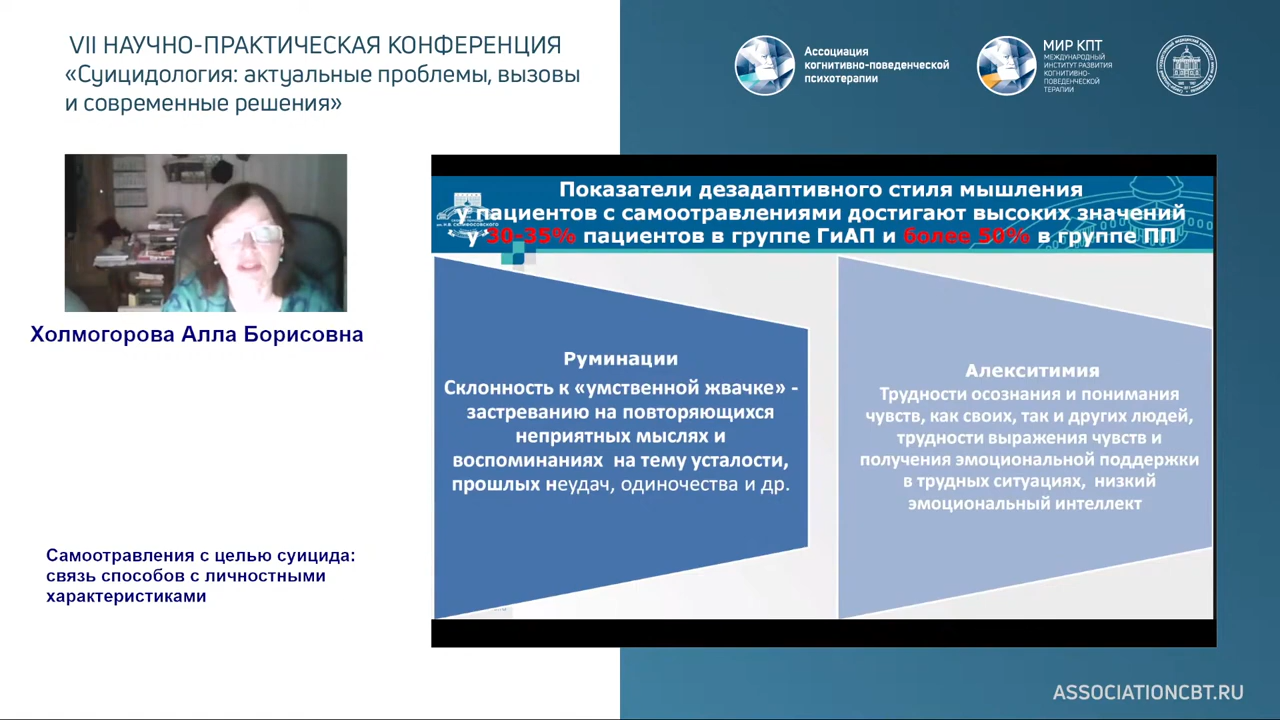 VII НАУЧНО-ПРАКТИЧЕСКАЯ КОНФЕРЕНЦИЯ
«Суицидология: актуальные проблемы, вызовы
и современные решения»
Ассоциация
когнитивно-поведенческой
психотерапии
МИР КПТ
МЕЖДУНАРОДНЫЙ
ИНСТИТУТ РАЗВИТИЯ
КОГНИТИВНО-
ПОВЕДЕНЧЕСКОЙ
ТЕРАПИИ
Холмогорова Алла Борисовна
Самоотравления с целью суицида:
связь способов с личностными
характеристиками
Показатели дезадаптивного стиля мышления
у пациентов с самоотравлениями достигают высоких значений
у 30-35% пациентов в группе ГиАП и более 50% в группе ПП
Руминации
Склонность к «умственной жвачке» -
застреванию на повторяющихся
неприятных мыслях и
воспоминаниях на тему усталости,
прошлых неудач, одиночества и др.
Алекситимия
Трудности осознания и понимания
чувств, как своих, так и других людей,
трудности выражения чувств и
получения эмоциональной поддержки
в трудных ситуациях, низкий
эмоциональный интеллект
ASSOCIATIONCBT.RU